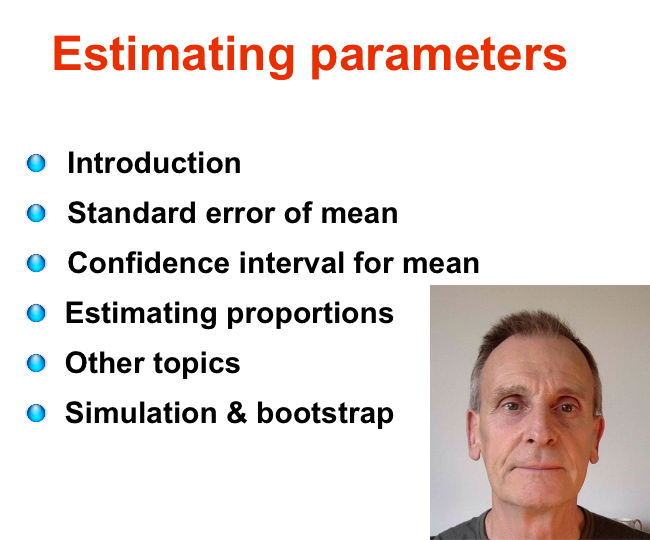 Estimating parameters
Introduction
Standard error of mean
Confidence interval for mean
Estimating proportions
Other topics
Simulation & bootstrap